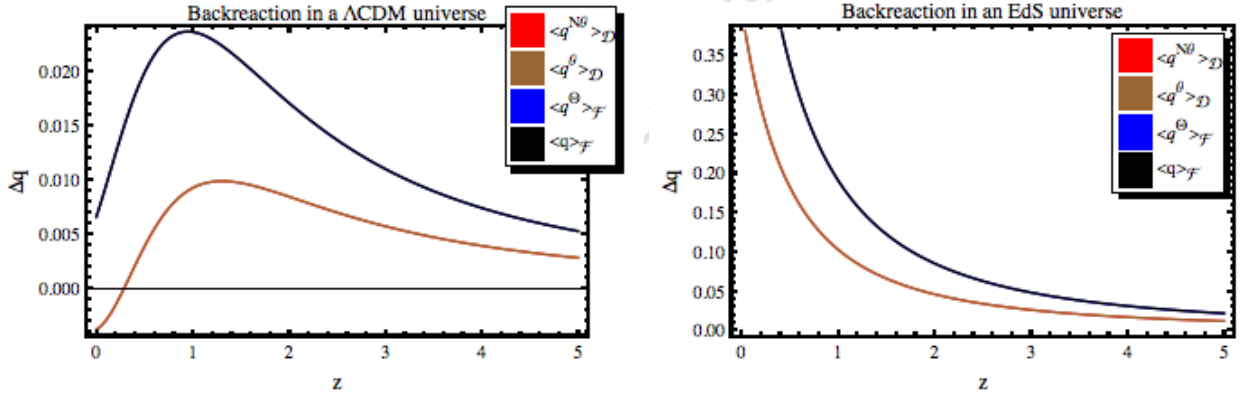 Backreaction in a ΛCDM universe
<q^{Nθ}>_𝒟
<q^θ>_𝒟
<q^Θ>_ℱ
<q>_ℱ
0.020
0.015
0.010
0.005
0.000
Δq
0 1 2 3 4 5
z
Backreaction in an EdS universe
<q^{Nθ}>_𝒟
<q^θ>_𝒟
<q^Θ>_ℱ
<q>_ℱ
0.35
0.30
0.25
0.20
0.15
0.10
0.05
0.00
Δq
0 1 2 3 4 5
z